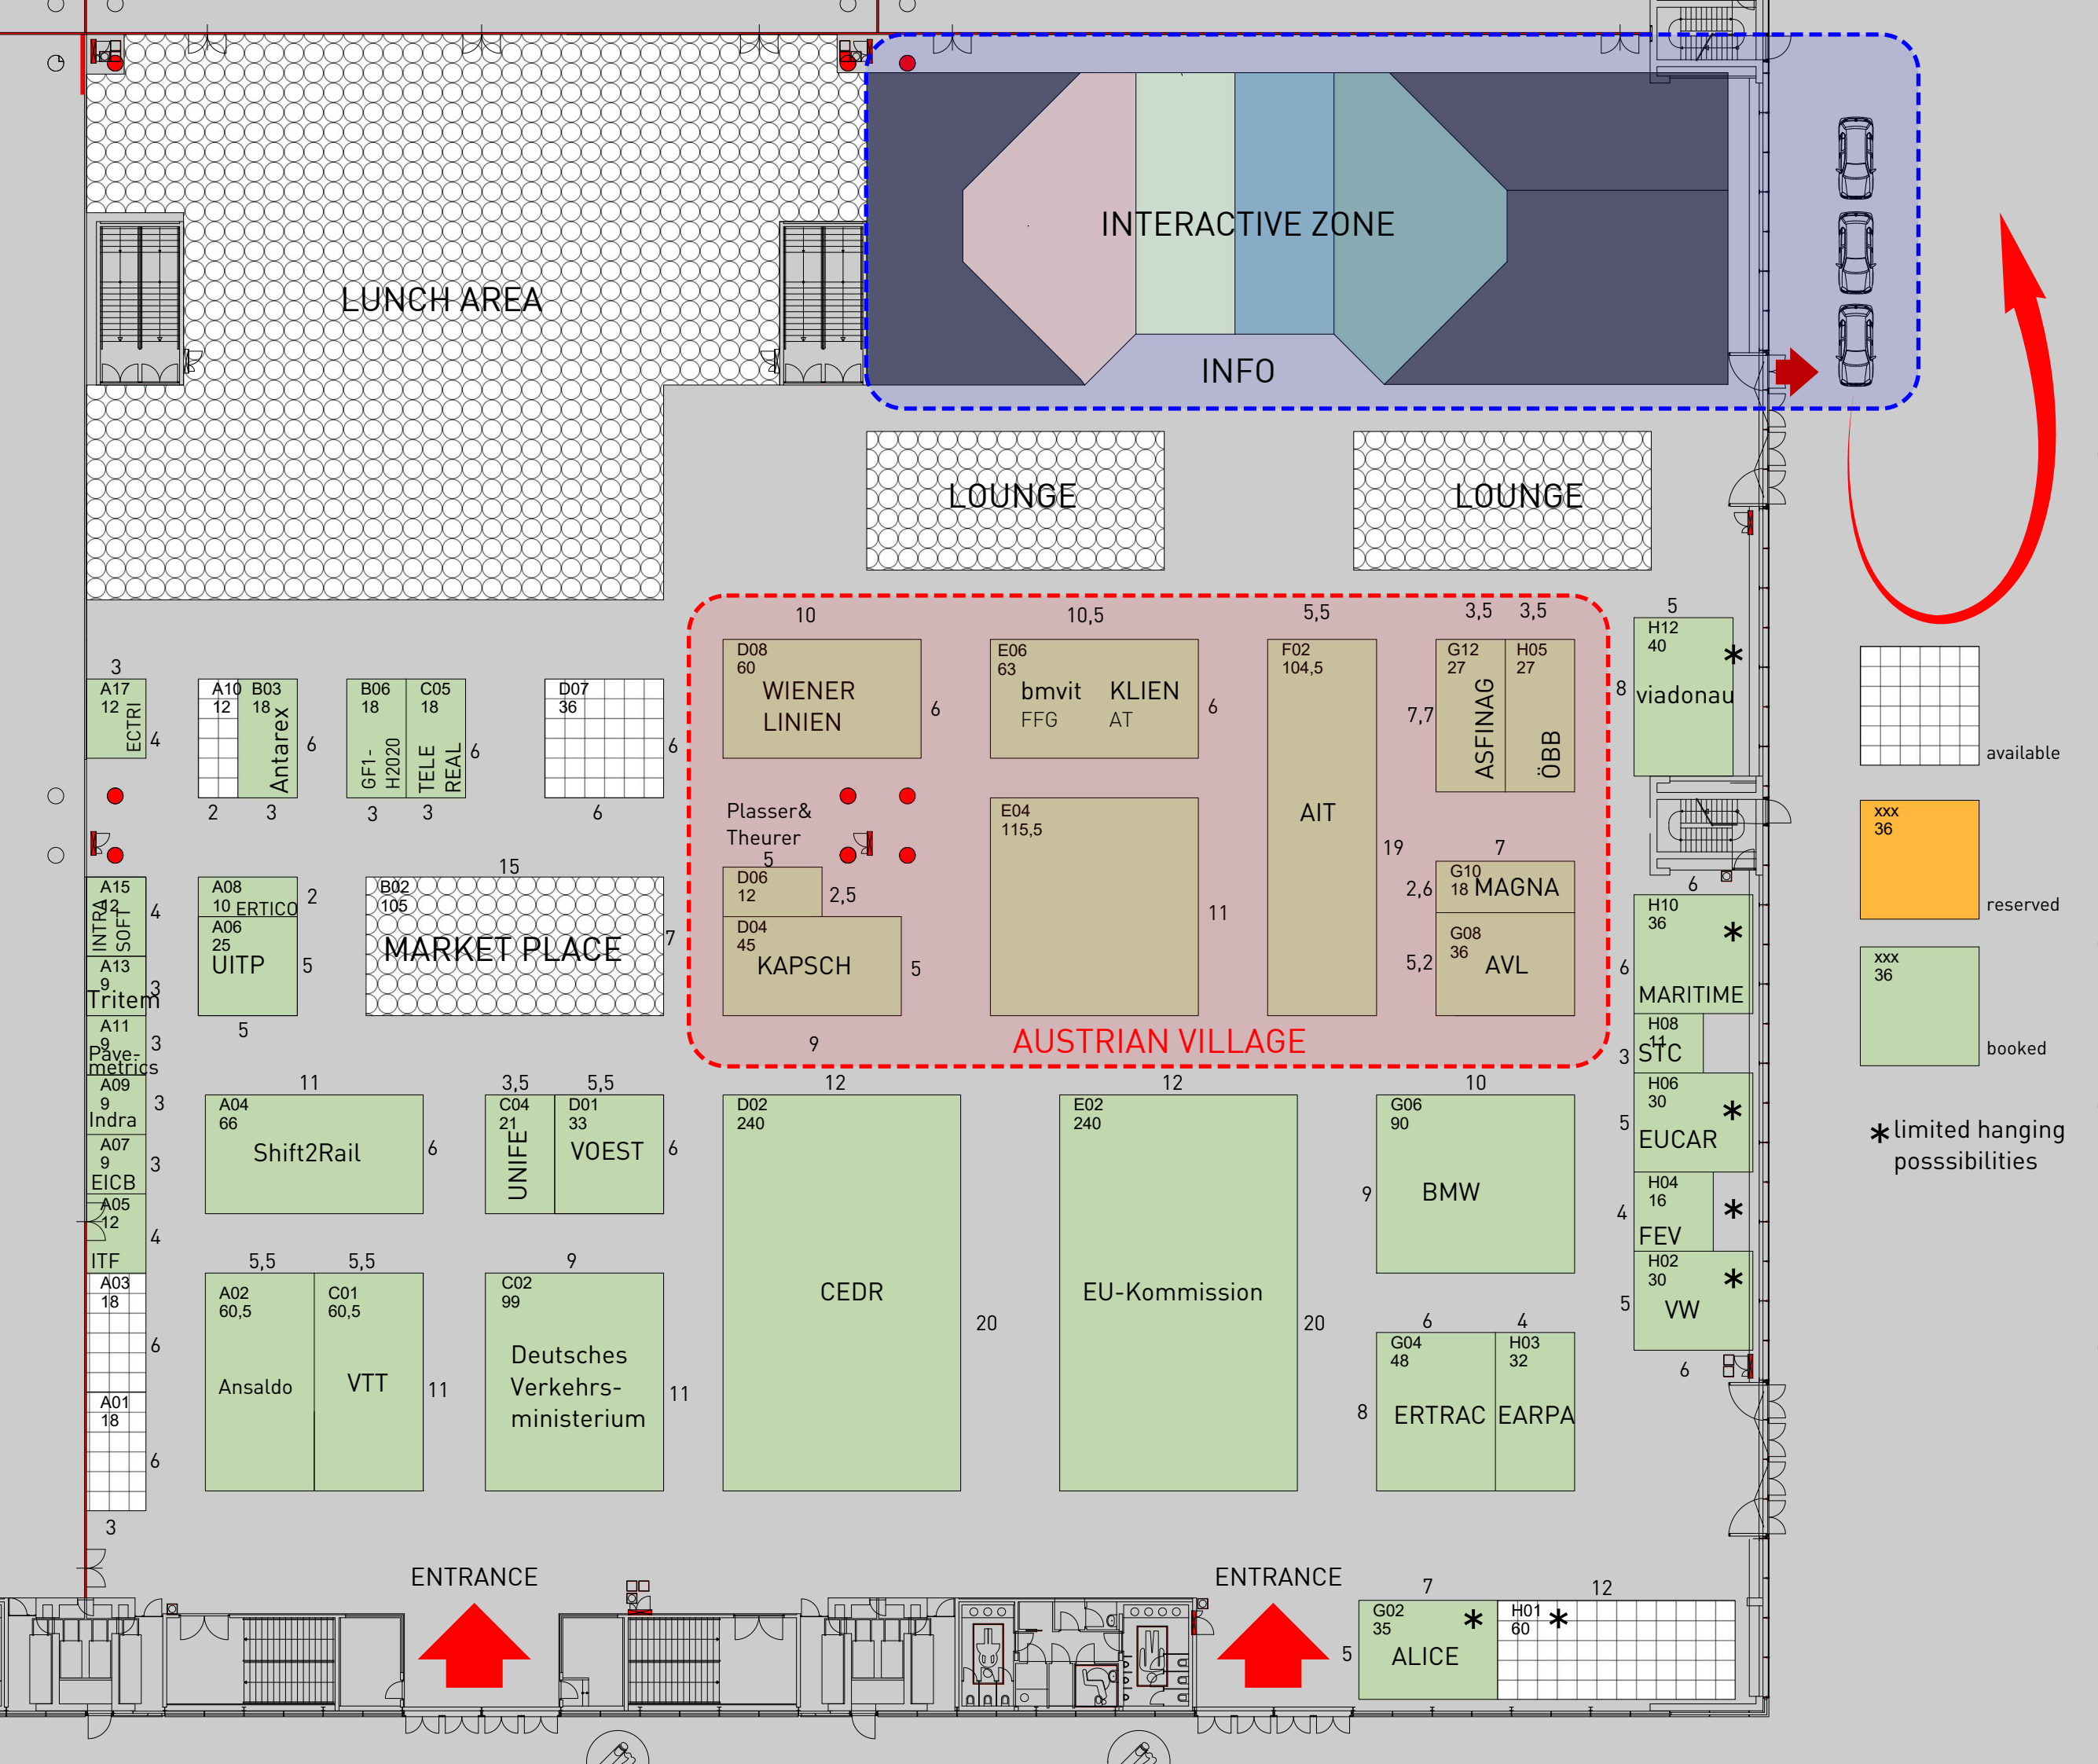 INTERACTIVE ZONE
LUNCH AREA
INFO
LOUNGE
LOUNGE
10
10,5
5,5
3,5
3,5
5
D08
60
WIENER
LINIEN
6
E06
63
bmvit
KLIEN
FFG
AT
6
F02
104,5
AIT
19
G12
27
ASFINAG
H05
27
ÖBB
7,7
H12
40
*
viadonau
8
3
A17
12
ECTRI
4
A10
12
2
B03
18
Antarex
6
3
B06
18
GF1-
H2020
3
C05
18
TELE
REAL
6
3
D07
36
6
6
available
xxx
36
reserved
xxx
36
booked
*limited hanging
posssibilities
Plasser&
Theurer
5
D06
12
2,5
D04
45
KAPSCH
5
9
E04
115,5
11
7
G10
18
MAGNA
2,6
G08
36
AVL
5,2
AUSTRIAN VILLAGE
A15
12
INTRA
SOFT
4
A13
9
Tritem
3
A11
9
Pave-
metrics
3
A09
9
Indra
3
A07
9
EICB
3
A05
12
ITF
4
A03
18
6
A01
18
6
3
A08
10
ERTICO
2
A06
25
UITP
5
5
15
B02
105
MARKET PLACE
7
6
H10
36
*
MARITIME
6
H08
11
STC
3
H06
30
*
EUCAR
5
H04
16
*
FEV
4
H02
30
*
VW
5
6
11
A04
66
Shift2Rail
6
3,5
5,5
C04
21
UNIFE
D01
33
VOEST
6
12
D02
240
CEDR
20
12
E02
240
EU-Kommission
20
10
G06
90
BMW
9
5,5
5,5
A02
60,5
Ansaldo
C01
60,5
VTT
11
9
C02
99
Deutsches
Verkehrs-
ministerium
11
6
4
G04
48
ERTRAC
H03
32
EARPA
8
ENTRANCE
ENTRANCE
7
12
G02
35
*
ALICE
5
H01
60
*